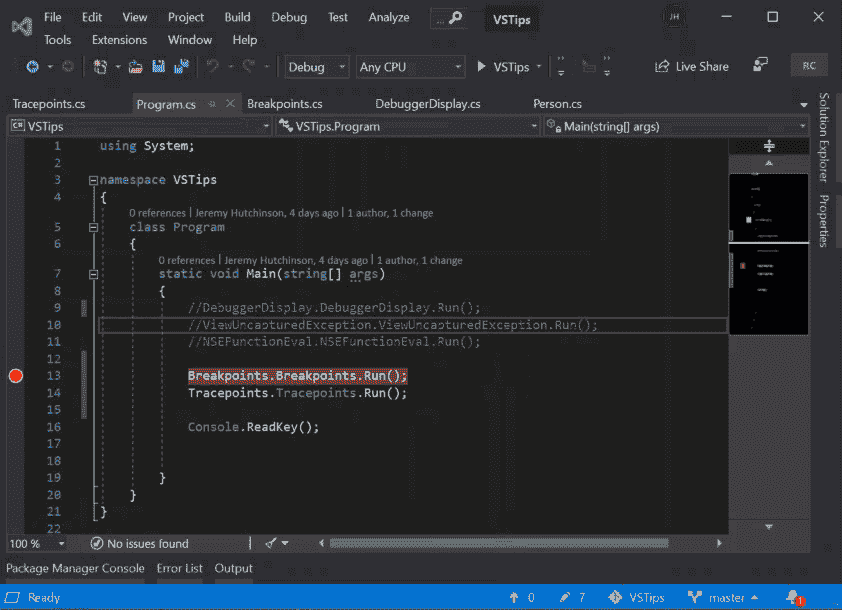 File Edit View Project Build Debug Test Analyze ... VSTips JH
Tools Extensions Window Help
Debug Any CPU VSTips Live Share RC
Tracepoints.cs Program.cs Breakpoints.cs DebuggerDisplay.cs Person.cs
C# VSTips VSTips.Program Main(string[] args)
Solution Explorer
Properties
1 using System;
2
3 namespace VSTips
4 {
0 references | Jeremy Hutchinson, 4 days ago | 1 author, 1 change
5 class Program
6 {
0 references | Jeremy Hutchinson, 4 days ago | 1 author, 1 change
7 static void Main(string[] args)
8 {
9 //DebuggerDisplay.DebuggerDisplay.Run();
10 //ViewUncapturedException.ViewUncapturedException.Run();
11 //NSEFunctionEval.NSEFunctionEval.Run();
12
13 Breakpoints.Breakpoints.Run();
14 Tracepoints.Tracepoints.Run();
15
16 Console.ReadKey();
17
18
19 }
20 }
21 }
22
100 % No issues found
Package Manager Console Error List Output
Ready 0 7 VSTips master 1